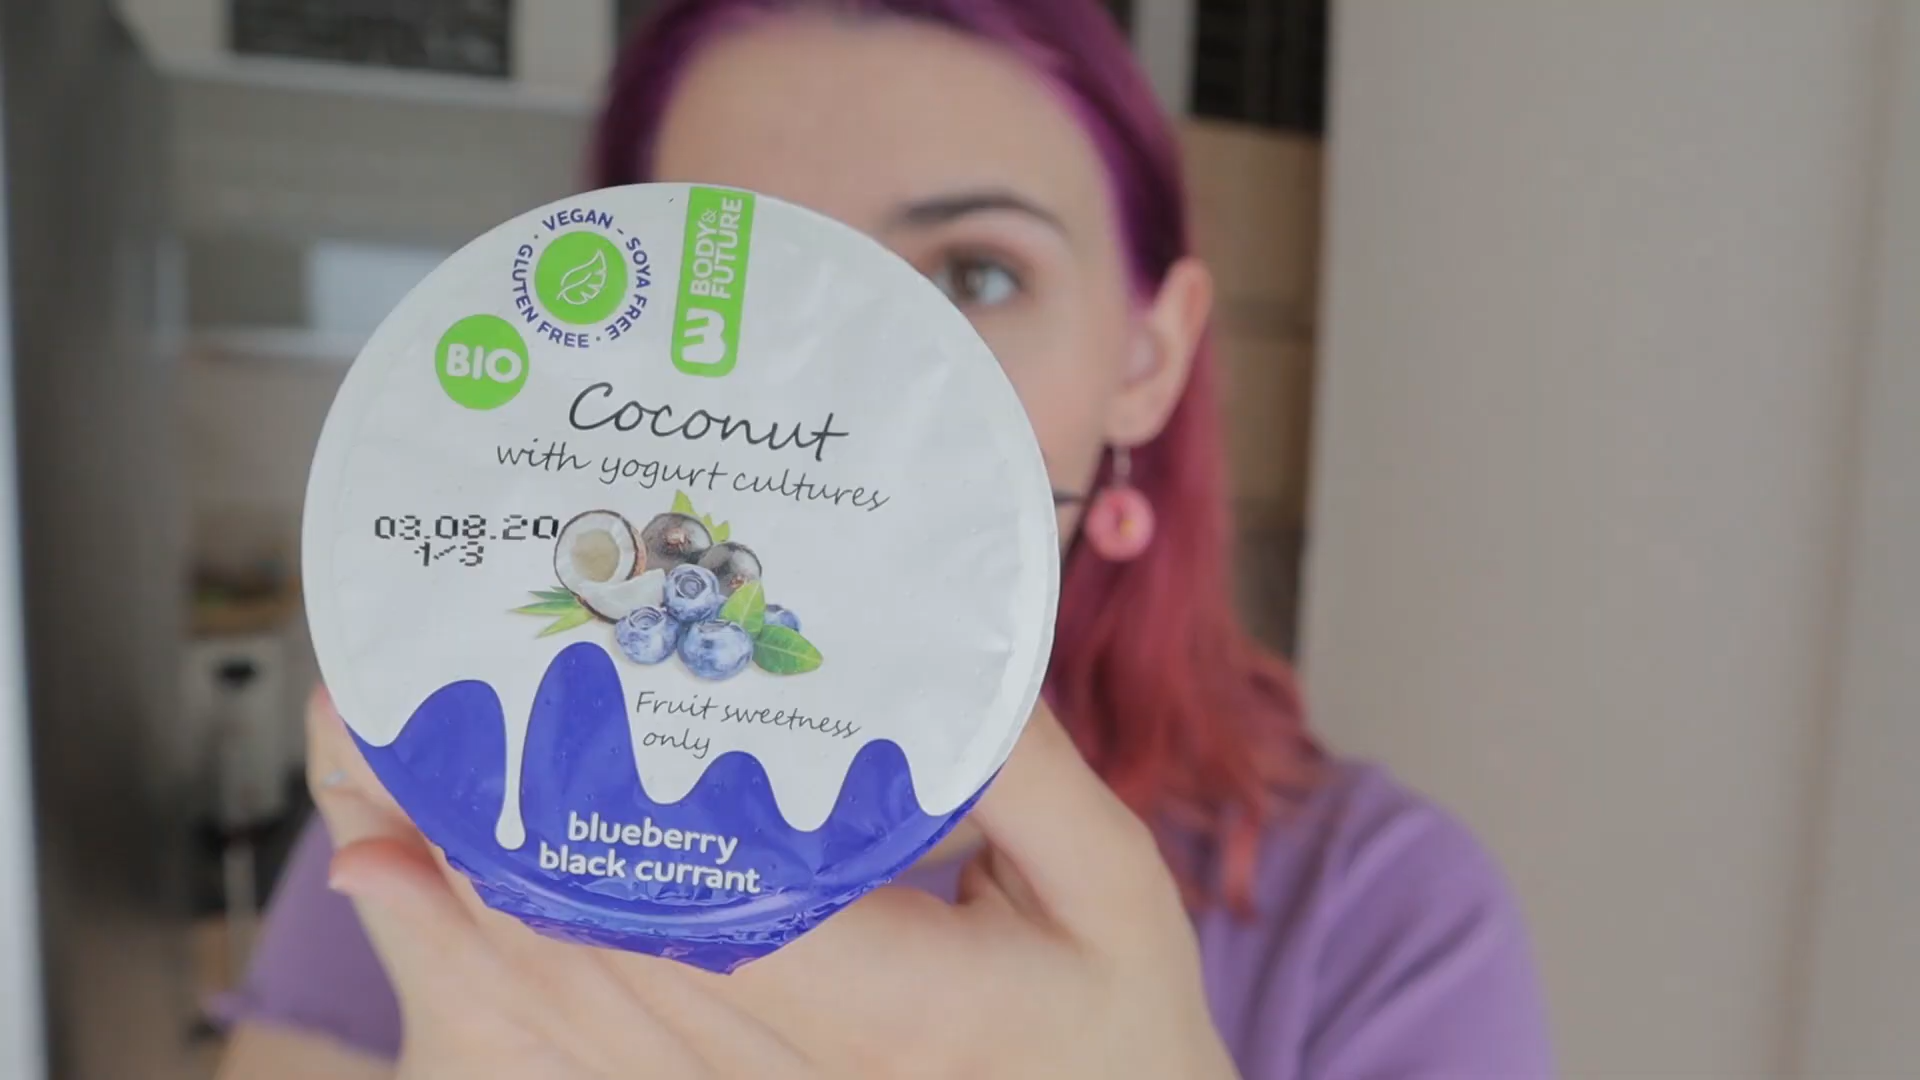 VEGAN - SOYA FREE · GLUTEN FREE ·
BODY&
FUTURE
BIO
Coconut
with yogurt cultures
03.08.20
1/3
Fruit sweetness
only
blueberry
black currant